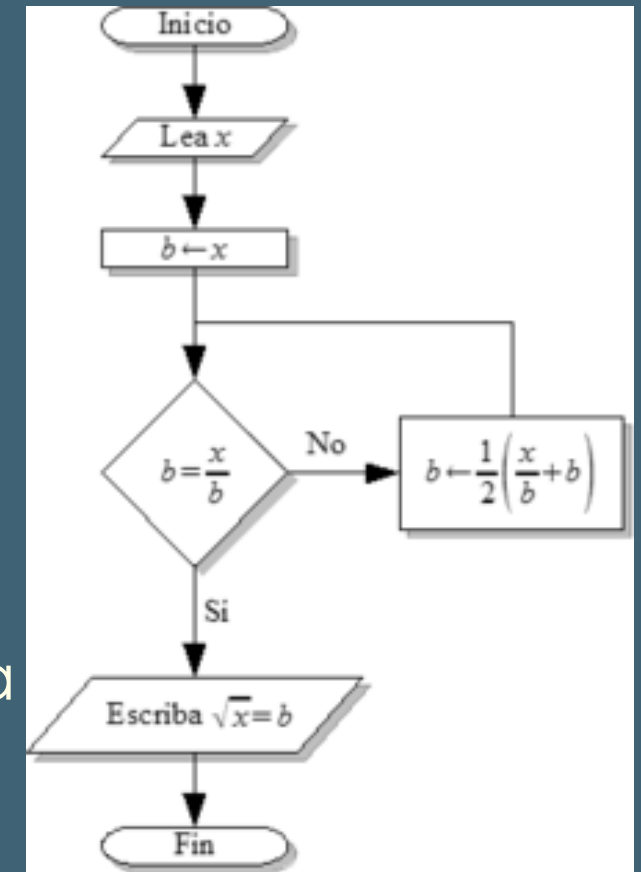 Inicio
Lea x
b ← x
b = x/b
No
b ← 1/2 (x/b + b)
Si
a
Escriba √x = b
Fin